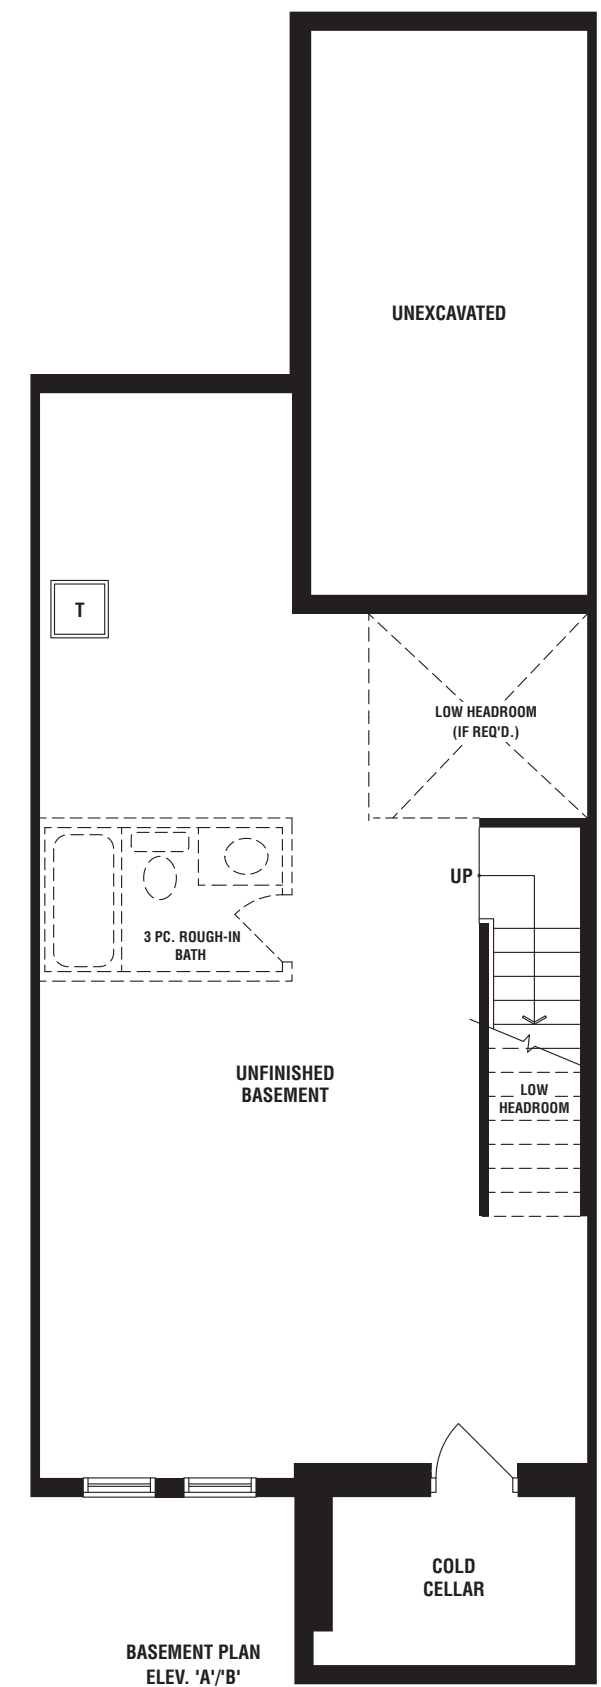 UNEXCAVATED
T
LOW HEADROOM
(IF REQ'D.)
UP
3 PC. ROUGH-IN
BATH
UNFINISHED
BASEMENT
LOW
HEADROOM
COLD
CELLAR
BASEMENT PLAN
ELEV. 'A'/'B'